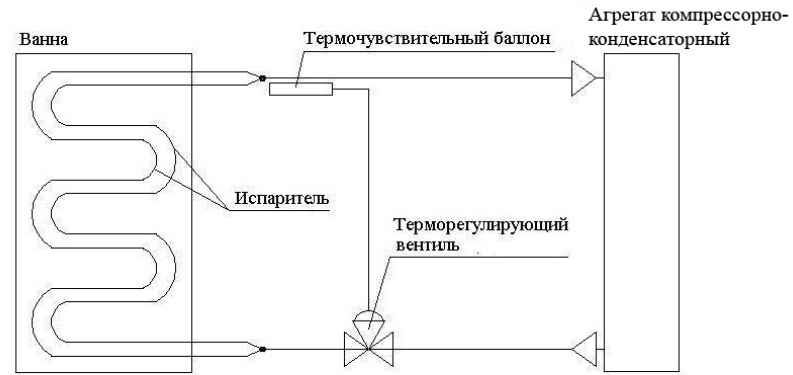 Агрегат компрессорно-
конденсаторный
Ванна
Термочувствительный баллон
Испаритель
Терморегулирующий
вентиль